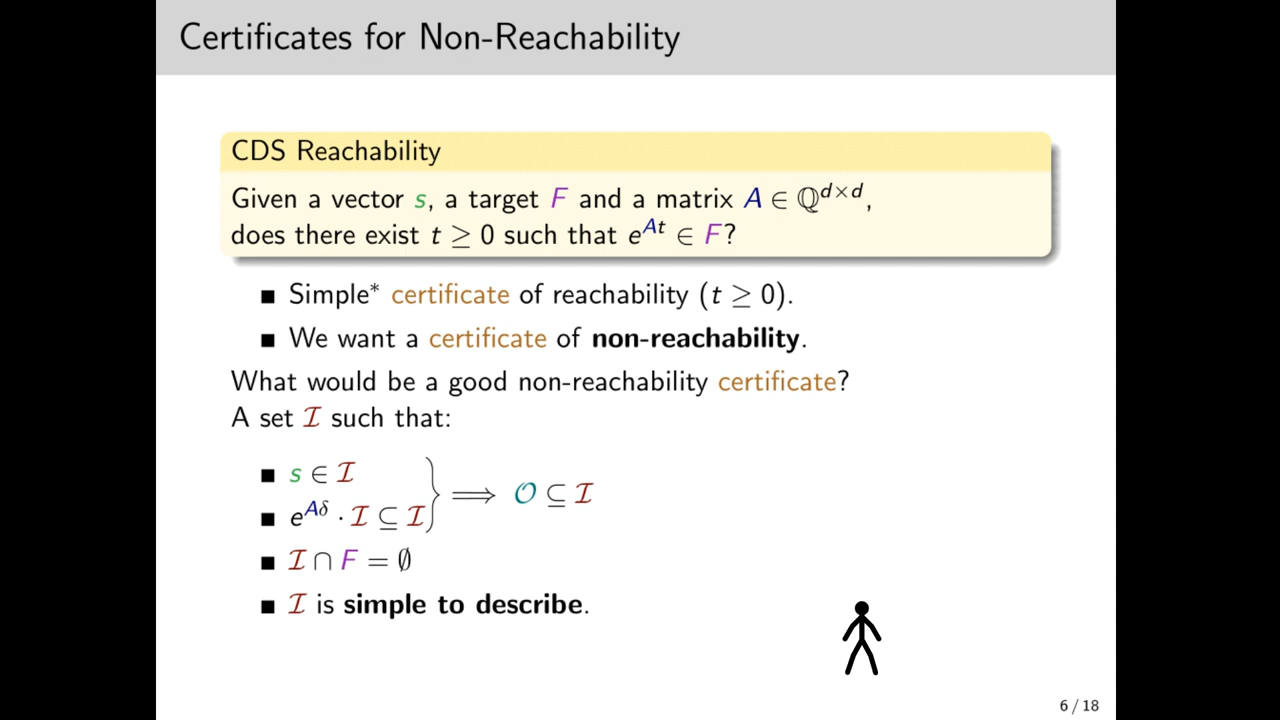 Certificates for Non-Reachability
CDS Reachability
Given a vector s, a target F and a matrix A ∈ ℚ^{d×d},
does there exist t ≥ 0 such that e^{At} ∈ F?
■ Simple* certificate of reachability (t ≥ 0).
■ We want a certificate of non-reachability.
What would be a good non-reachability certificate?
A set ℐ such that:
■ s ∈ ℐ
■ e^{Aδ} · ℐ ⊆ ℐ } ⟹ 𝒪 ⊆ ℐ
■ ℐ ∩ F = ∅
■ ℐ is simple to describe.
6 / 18